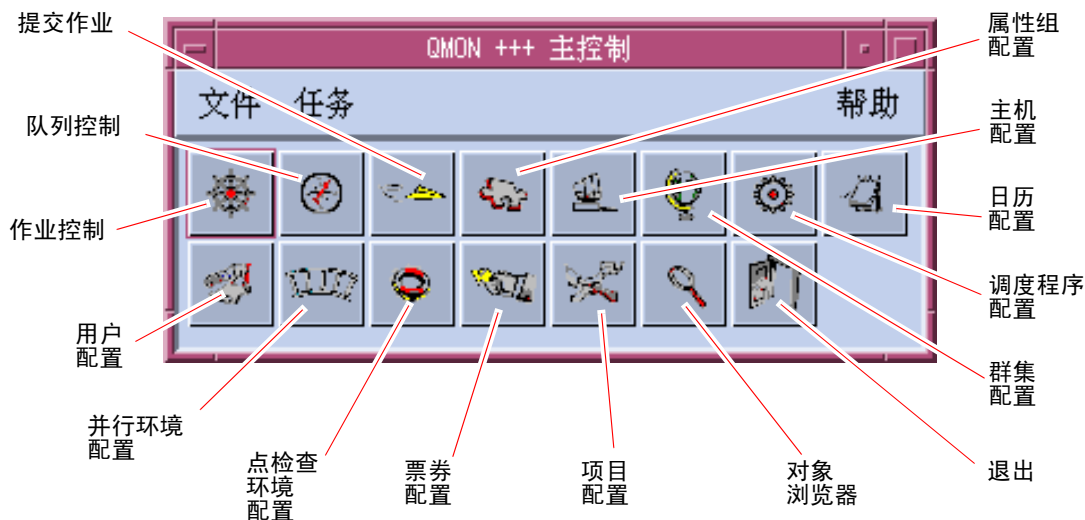 提交作业
QMON +++ 主控制
属性组
配置
文件 任务 帮助
队列控制
主机
配置
作业控制
日历
配置
调度程序
配置
用户
配置
群集
配置
并行环境
配置
点检查
环境
配置
票券
配置
项目
配置
对象
浏览器
退出